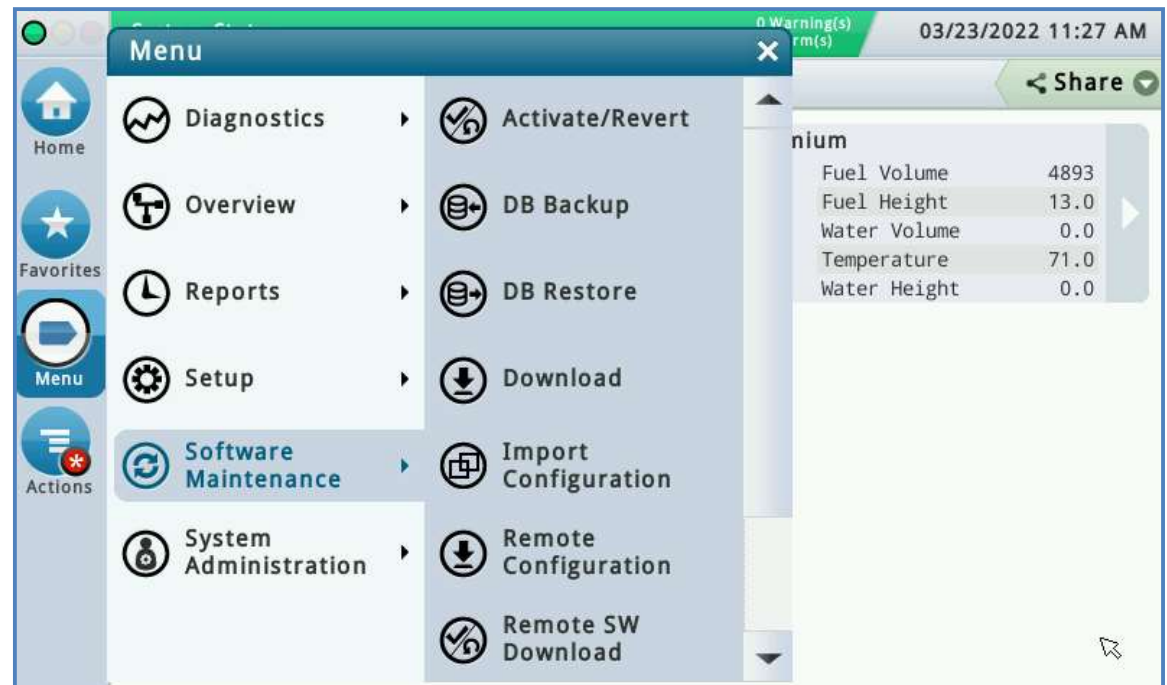 0 Warning(s)
03/23/2022 11:27 AM
Menu
Share
Home
Favorites
Menu
Actions
Diagnostics
Overview
Reports
Setup
Software
Maintenance
System
Administration
Activate/Revert
DB Backup
DB Restore
Download
Import
Configuration
Remote
Configuration
Remote SW
Download
Fuel Volume 4893
Fuel Height 13.0
Water Volume 0.0
Temperature 71.0
Water Height 0.0